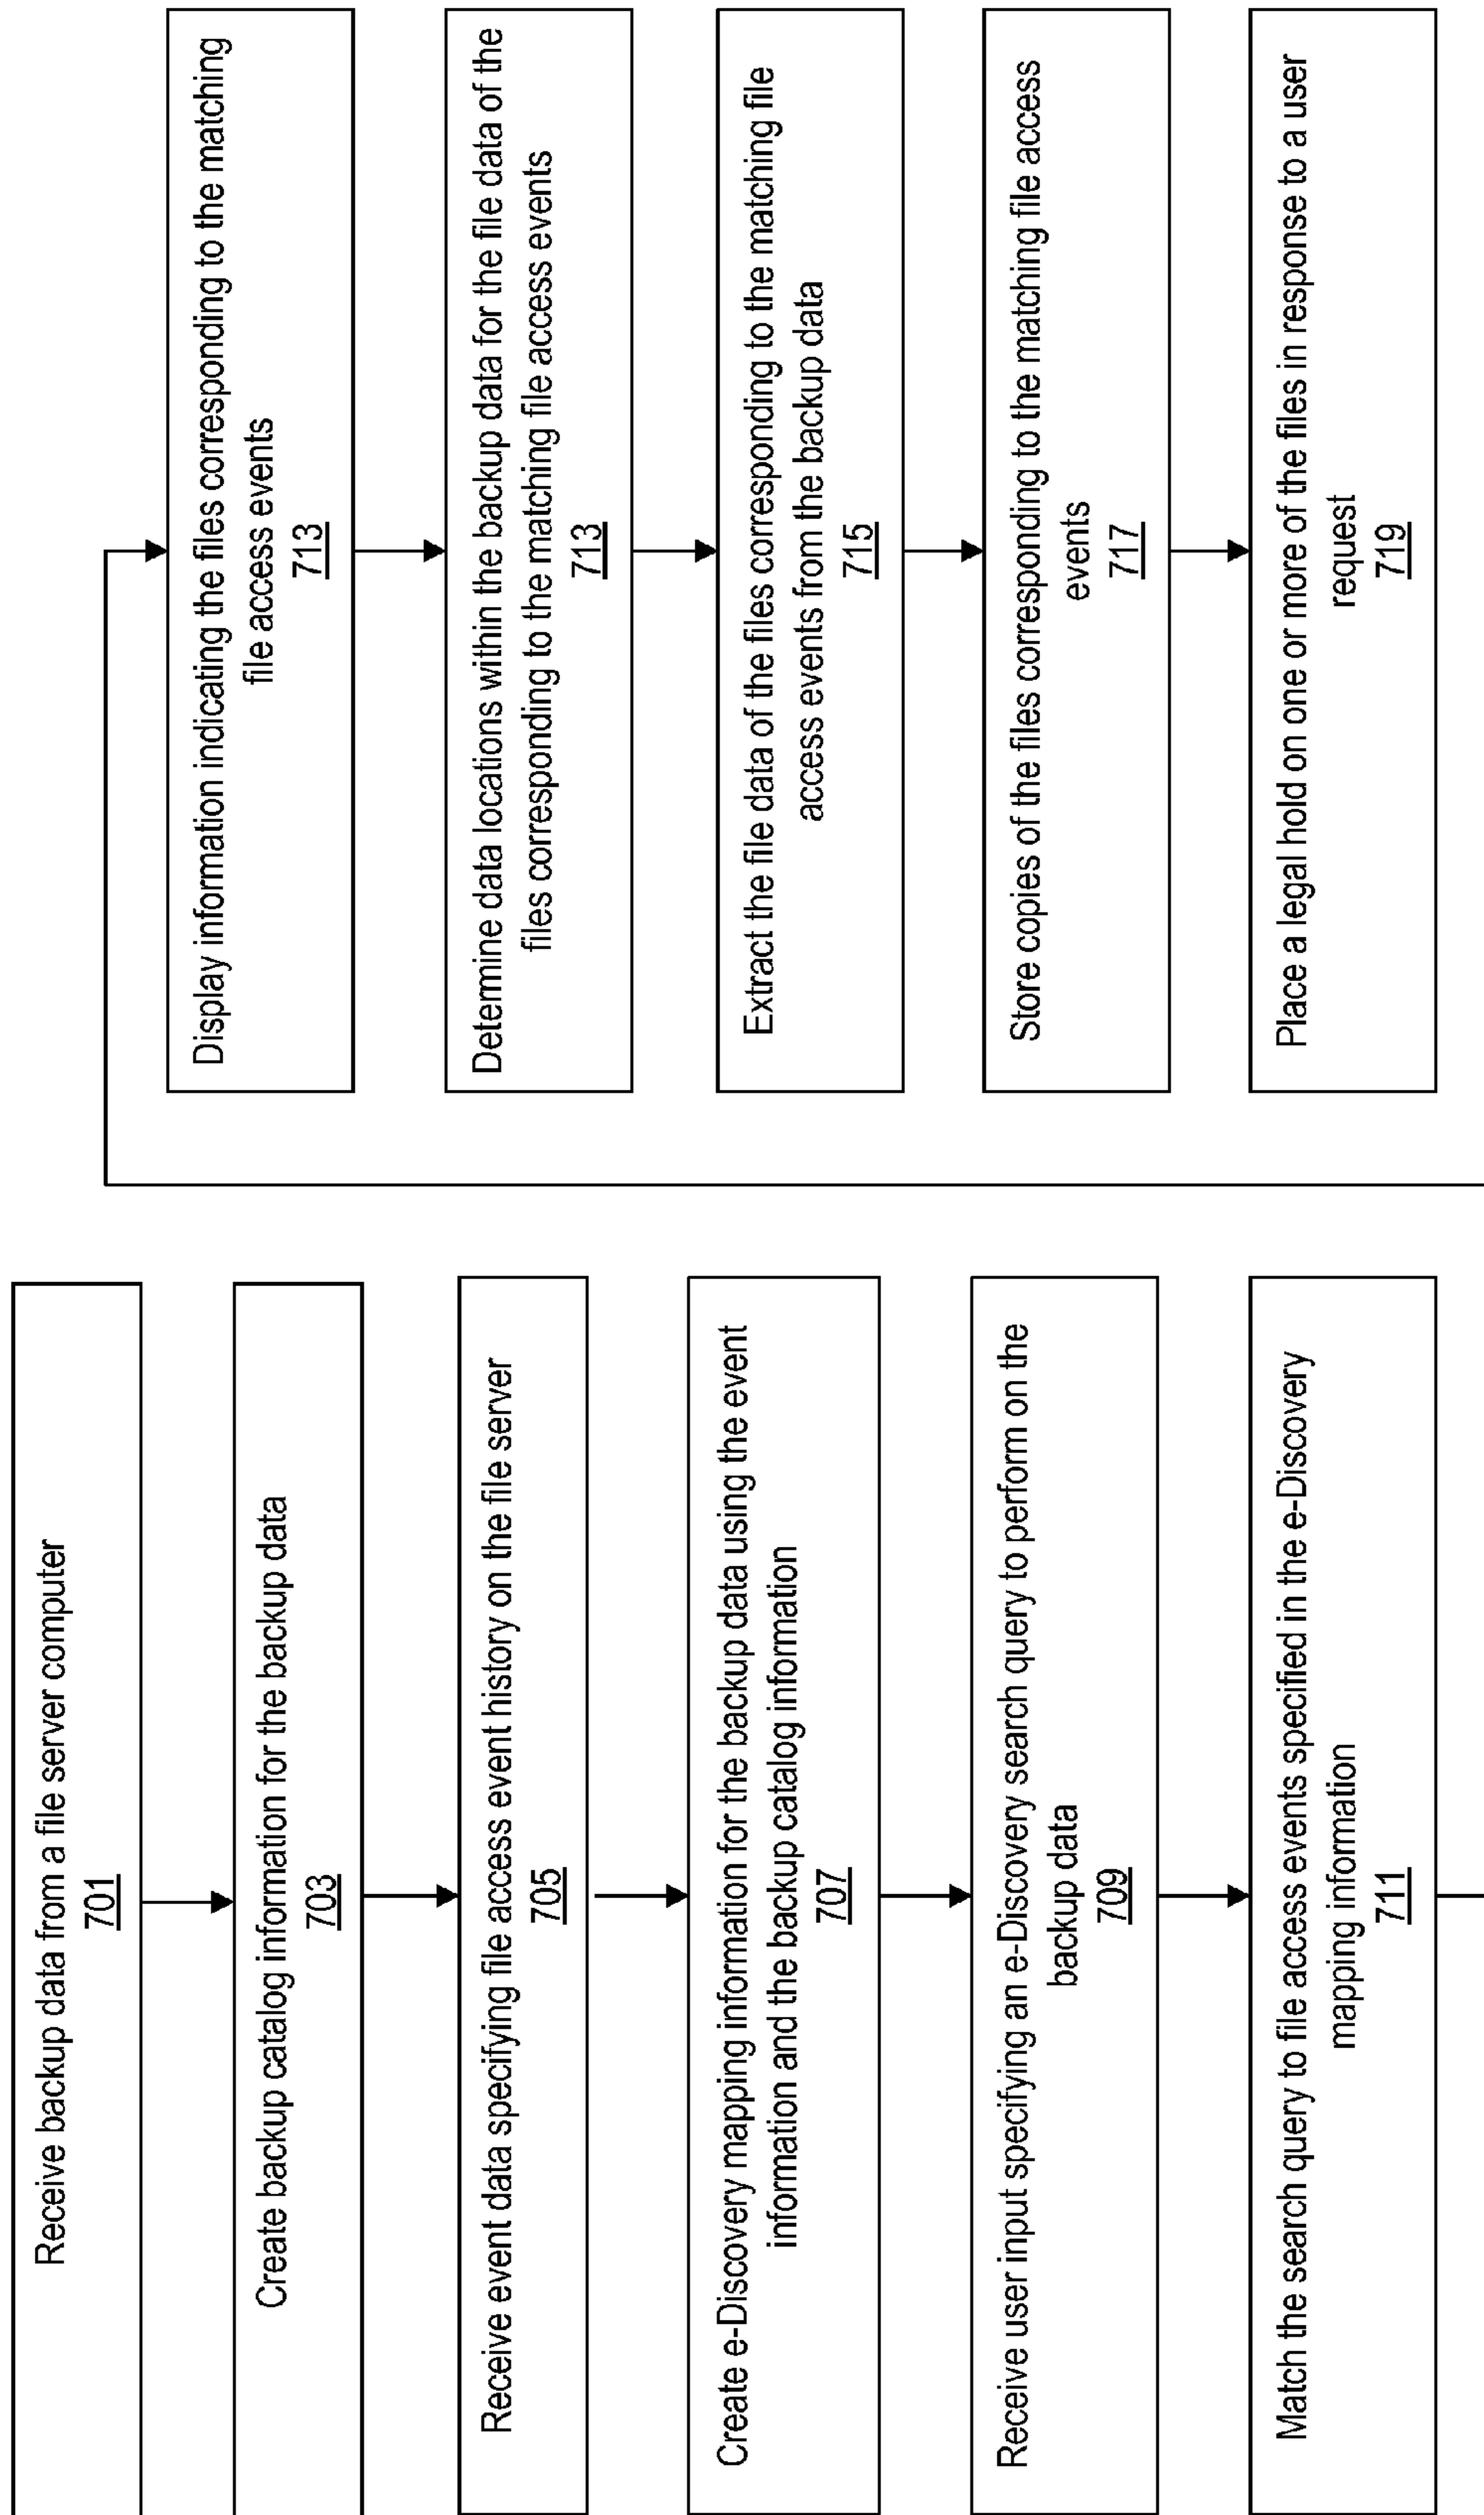 Receive backup data from a file server computer
701
Create backup catalog information for the backup data
703
Receive event data specifying file access event history on the file server
705
Create e-Discovery mapping information for the backup data using the event
information and the backup catalog information
707
Receive user input specifying an e-Discovery search query to perform on the
backup data
709
Match the search query to file access events specified in the e-Discovery
mapping information
711
Display information indicating the files corresponding to the matching
file access events
713
Determine data locations within the backup data for the file data of the
files corresponding to the matching file access events
713
Extract the file data of the files corresponding to the matching file
access events from the backup data
715
Store copies of the files corresponding to the matching file access
events
717
Place a legal hold on one or more of the files in response to a user
request
719